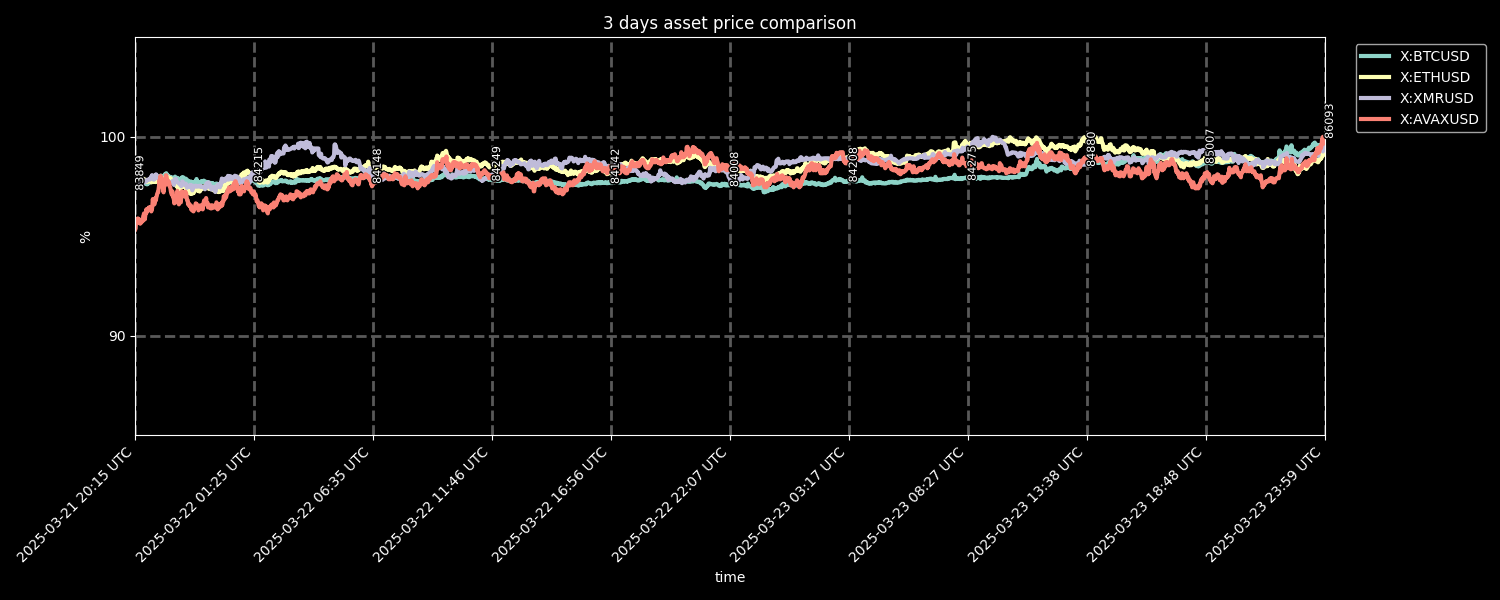 3 days asset price comparison
X:BTCUSD
X:ETHUSD
X:XMRUSD
X:AVAXUSD
100
90
%
83849
84215
84148
84249
84142
84008
84208
84275
84880
85007
86093
2025-03-21 20:15 UTC
2025-03-22 01:25 UTC
2025-03-22 06:35 UTC
2025-03-22 11:46 UTC
2025-03-22 16:56 UTC
2025-03-22 22:07 UTC
2025-03-23 03:17 UTC
2025-03-23 08:27 UTC
2025-03-23 13:38 UTC
2025-03-23 18:48 UTC
2025-03-23 23:59 UTC
time